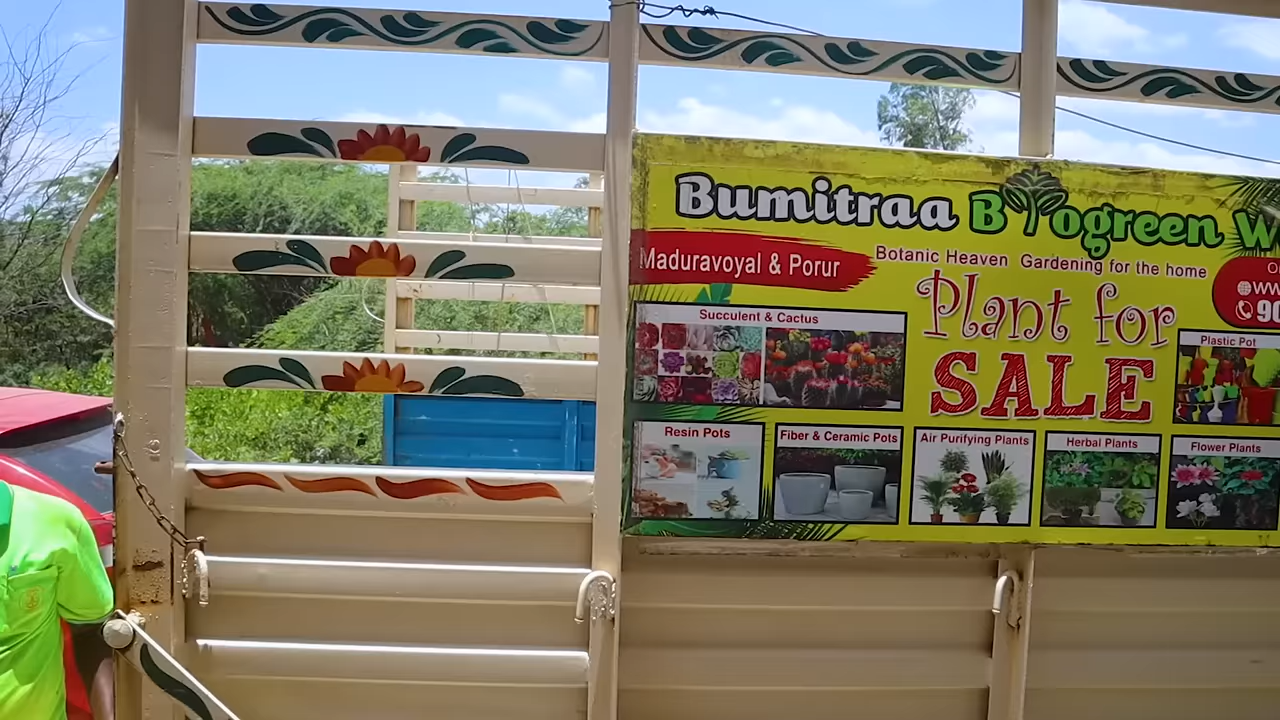 Bumitraa Biogreen W
Maduravoyal & Porur
Botanic Heaven Gardening for the home
Plant for
SALE
Succulent & Cactus
Plastic Pot
Resin Pots
Fiber & Ceramic Pots
Air Purifying Plants
Herbal Plants
Flower Plants